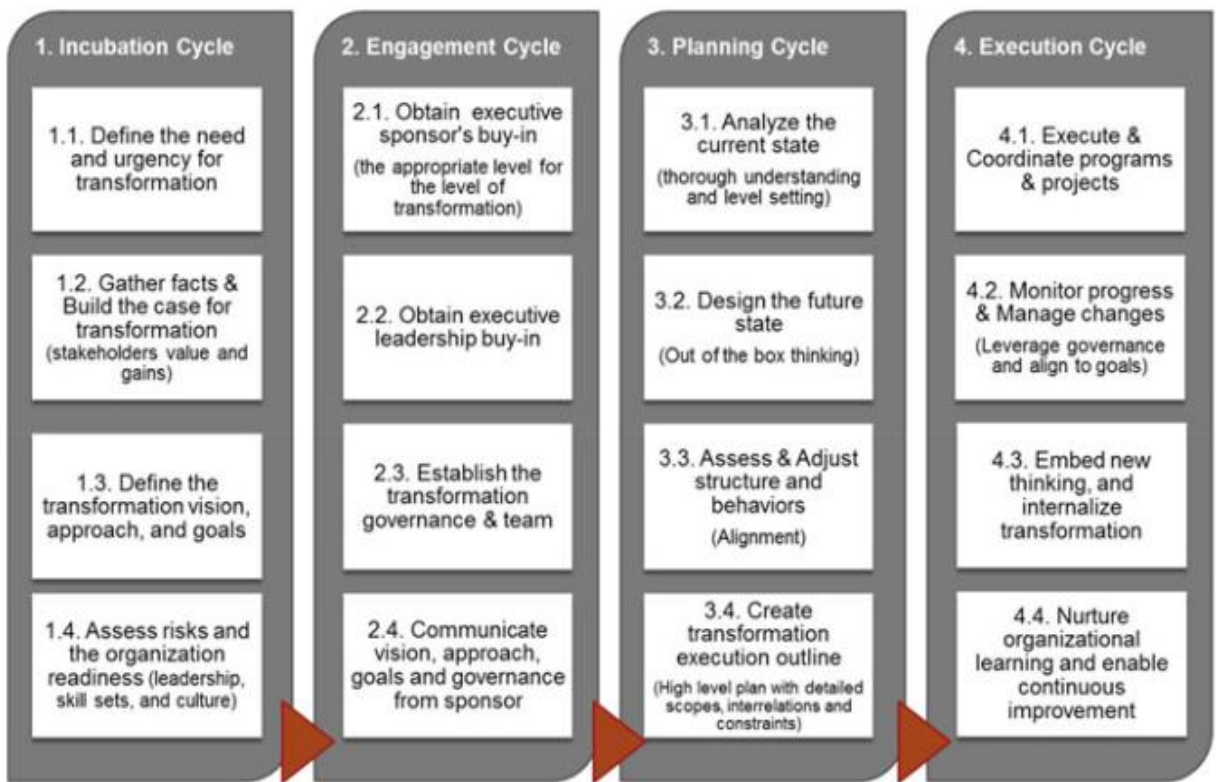 1. Incubation Cycle
1.1. Define the need
and urgency for
transformation
1.2. Gather facts &
Build the case for
transformation
(stakeholders value and
gains)
1.3. Define the
transformation vision,
approach, and goals
1.4. Assess risks and
the organization
readiness (leadership,
skill sets, and culture)
2. Engagement Cycle
2.1. Obtain executive
sponsor's buy-in
(the appropriate level for
the level of
transformation)
2.2. Obtain executive
leadership buy-in
2.3. Establish the
transformation
governance & team
2.4. Communicate
vision, approach,
goals and governance
from sponsor
3. Planning Cycle
3.1. Analyze the
current state
(thorough understanding
and level setting)
3.2. Design the future
state
(Out of the box thinking)
3.3. Assess & Adjust
structure and
behaviors
(Alignment)
3.4. Create
transformation
execution outline
(High level plan with detailed
scopes, interrelations and
constraints)
4. Execution Cycle
4.1. Execute &
Coordinate programs
& projects
4.2. Monitor progress
& Manage changes
(Leverage governance
and align to goals)
4.3. Embed new
thinking, and
internalize
transformation
4.4. Nurture
organizational
learning and enable
continuous
improvement